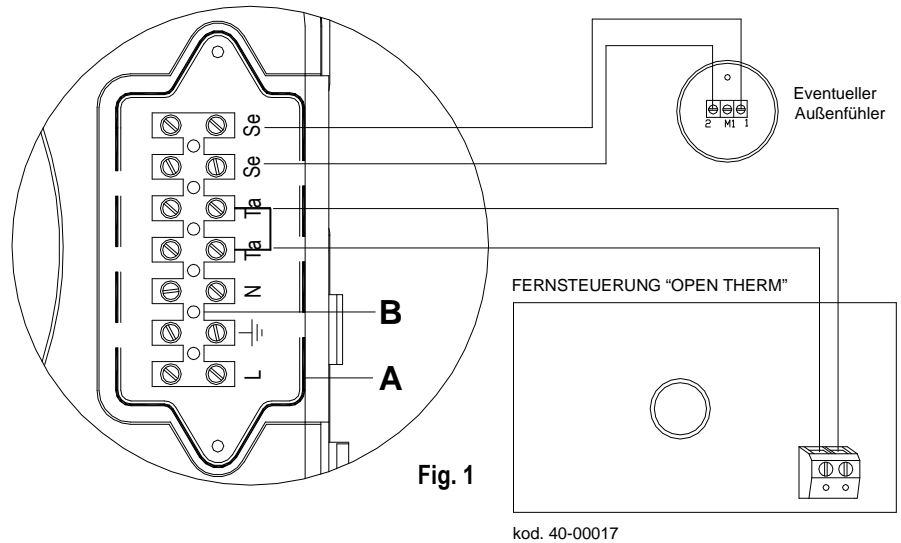 Se
Se
Ta
Ta
N
L
B
A
Fig. 1
2 M1 1
Eventueller
Außenfühler
FERNSTEUERUNG “OPEN THERM”
kod. 40-00017